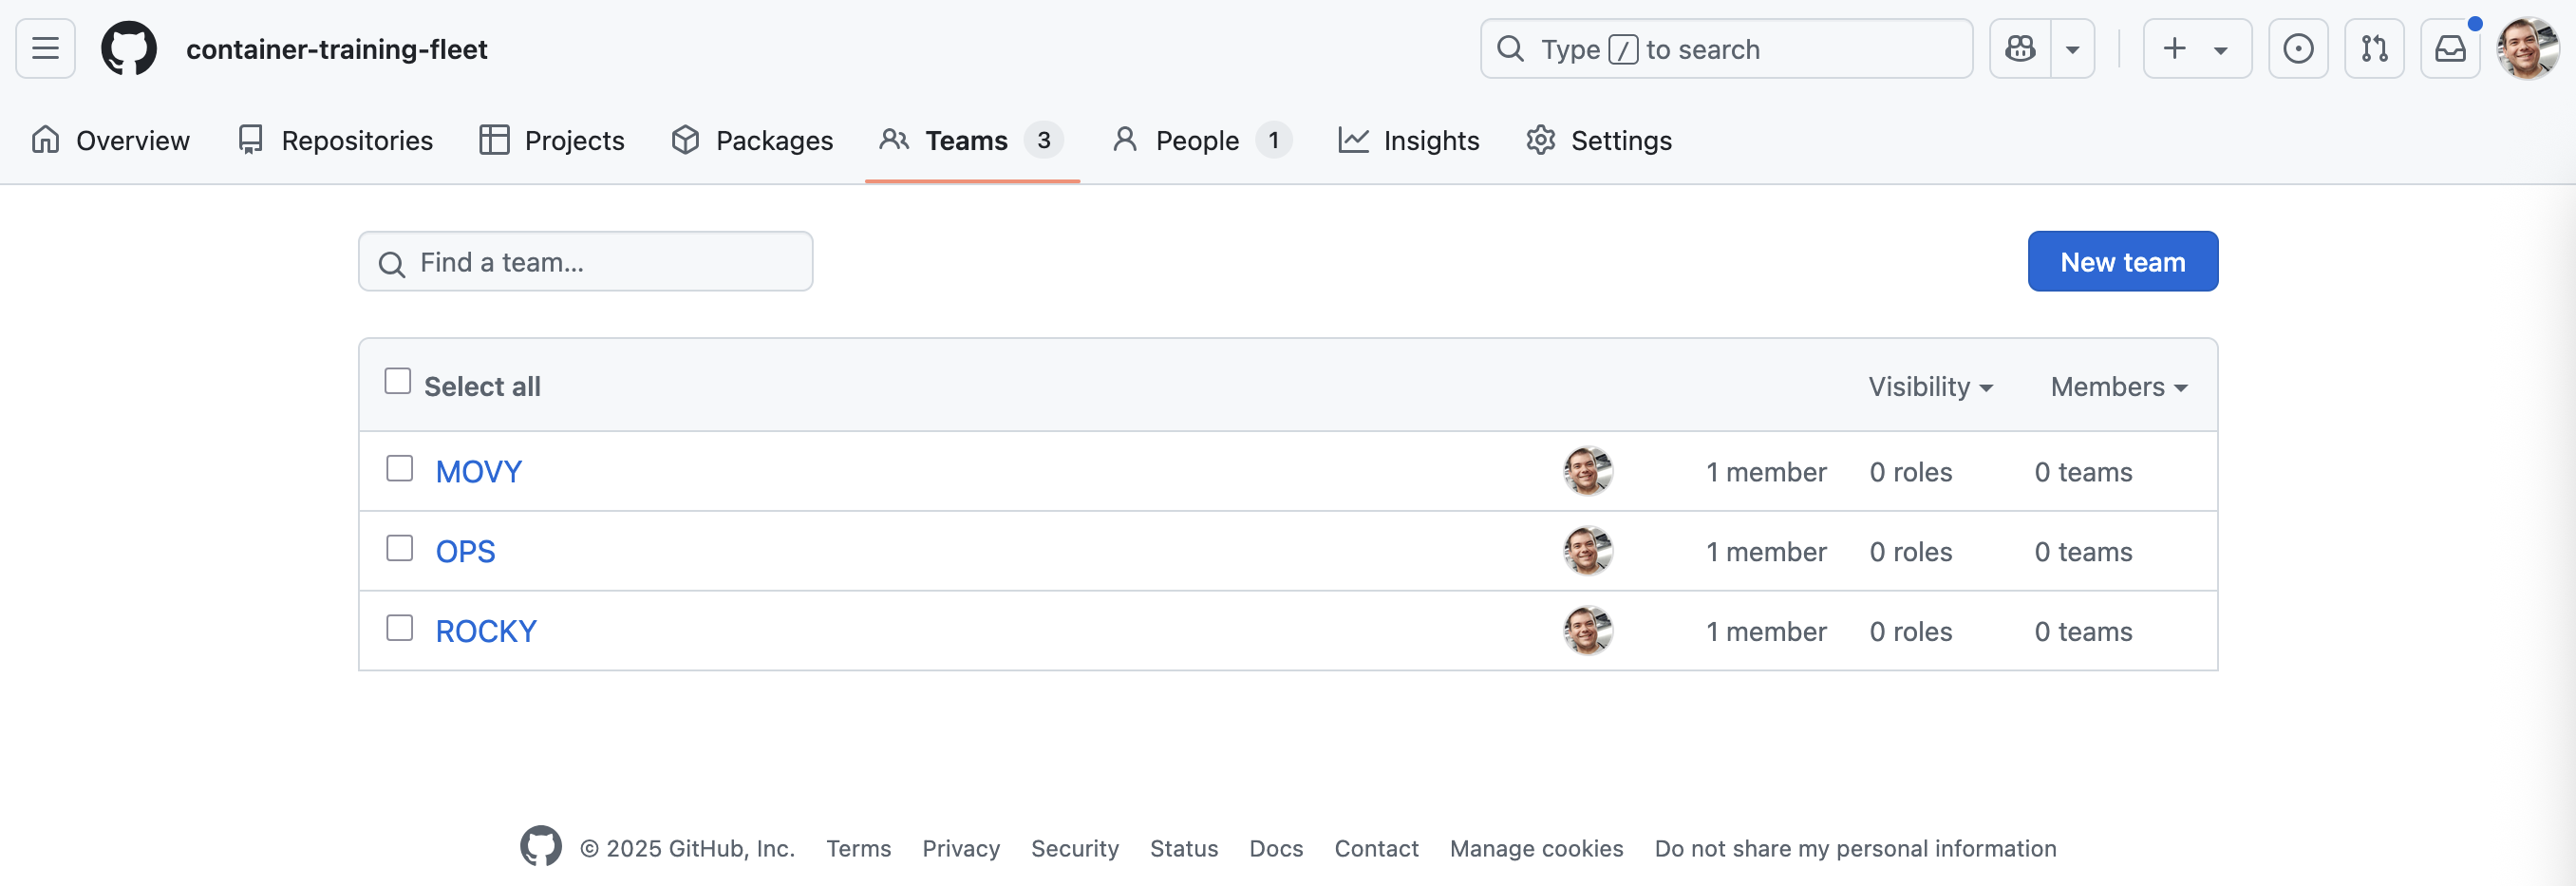 container-training-fleet
Type / to search
Overview Repositories Projects Packages Teams 3 People 1 Insights Settings
Find a team...
New team
Select all Visibility Members
MOVY 1 member 0 roles 0 teams
OPS 1 member 0 roles 0 teams
ROCKY 1 member 0 roles 0 teams
© 2025 GitHub, Inc. Terms Privacy Security Status Docs Contact Manage cookies Do not share my personal information